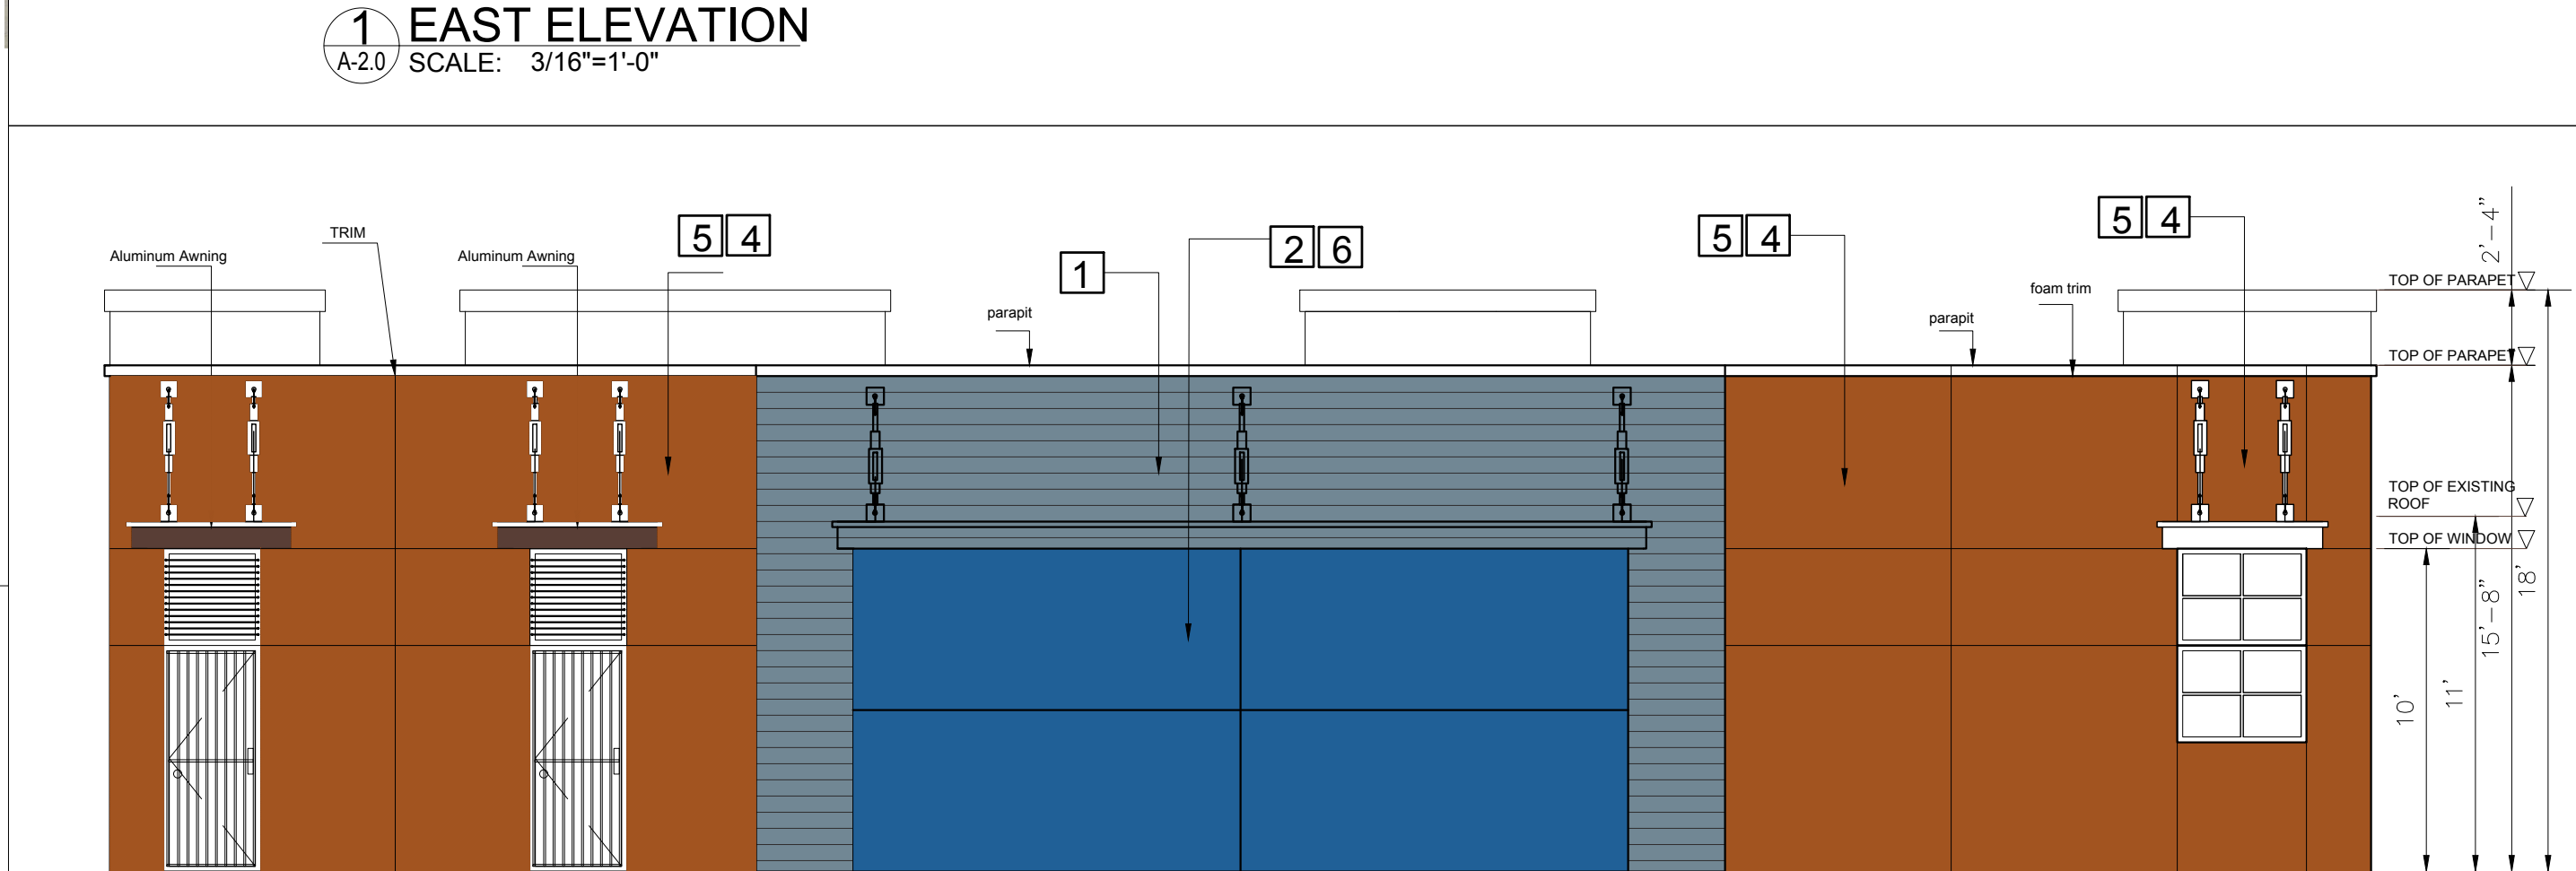 1
A-2.0
EAST ELEVATION
SCALE: 3/16"=1'-0"
Aluminum Awning
TRIM
Aluminum Awning
5 4
parapit
1
2 6
5 4
parapit
foam trim
5 4
2'-4"
TOP OF PARAPET
TOP OF PARAPET
TOP OF EXISTING
ROOF
TOP OF WINDOW
10'
11'
15'-8"
18'